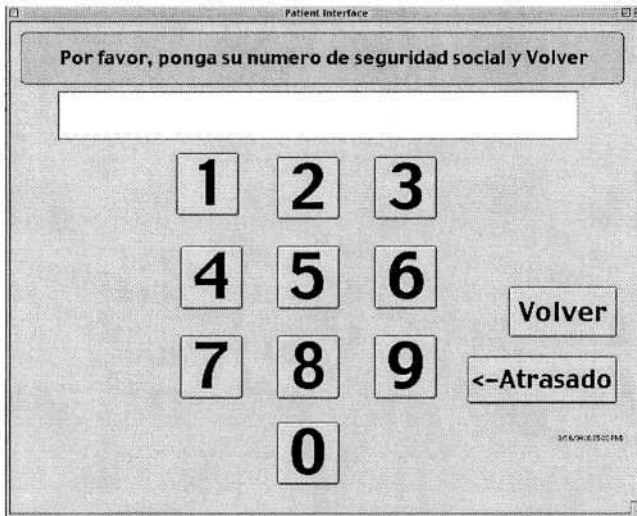 Patient Interface
Por favor, ponga su numero de seguridad social y Volver
1 2 3
4 5 6
Volver
7 8 9
<-Atrasado
0